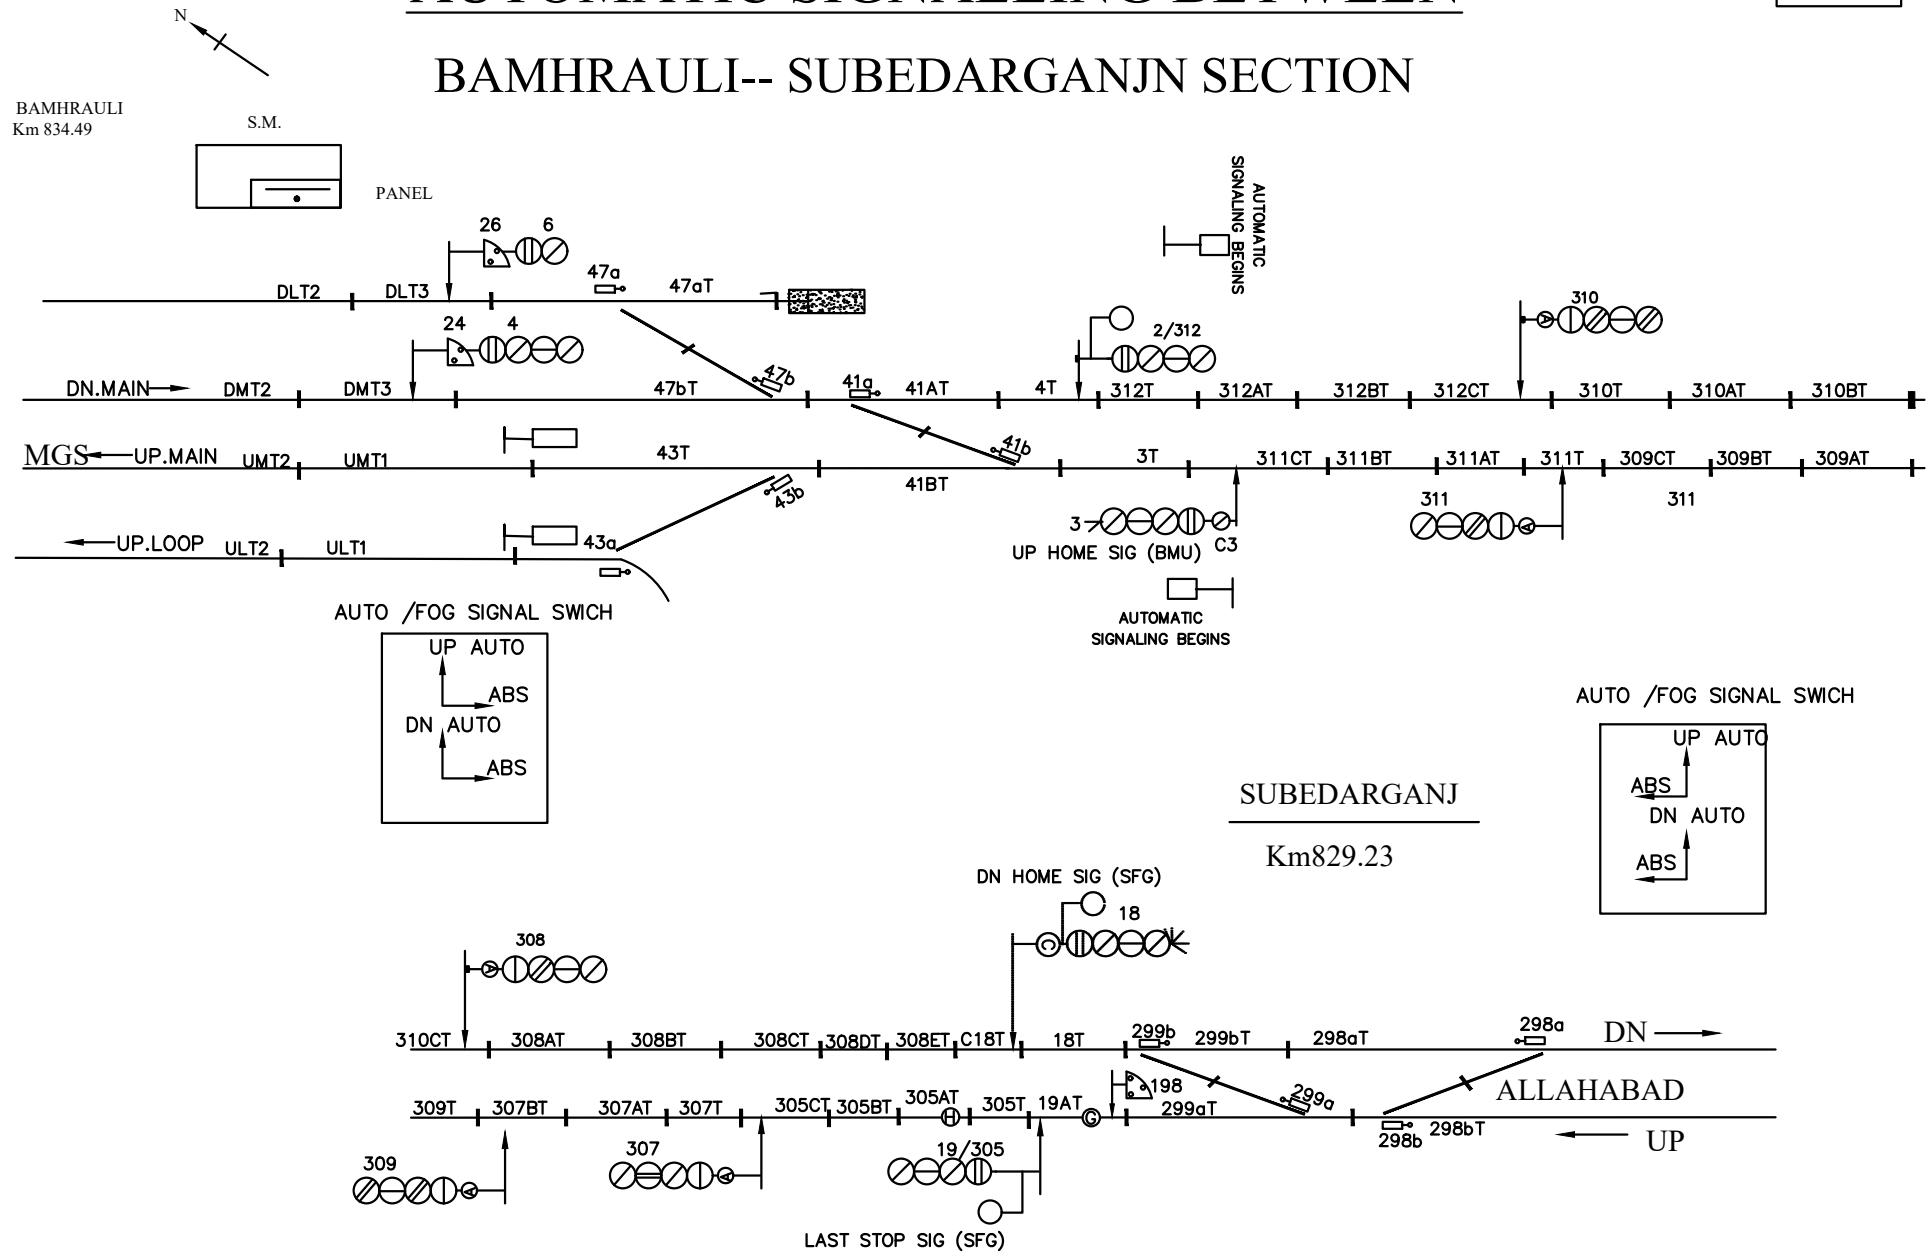 AUTOMATIC SIGNALLING BETWEEN
N
BAMHRAULI-- SUBEDARGANJN SECTION
BAMHRAULI
Km 834.49
S.M.
PANEL
AUTOMATIC
SIGNALING BEGINS
26 6
47a
DLT2 DLT3 47aT
310
24 4
2/312
47b
41a
DN.MAIN DMT2 DMT3 47bT 41AT 4T 312T 312AT 312BT 312CT 310T 310AT 310BT
41b
MGS UP.MAIN UMT2 UMT1 43T 3T 311CT 311BT 311AT 311T 309CT 309BT 309AT
41BT
43b
311 311
A
3
C3
UP HOME SIG (BMU)
UP.LOOP ULT2 ULT1 43a
AUTOMATIC
SIGNALING BEGINS
AUTO /FOG SIGNAL SWICH
UP AUTO
ABS
DN AUTO
ABS
AUTO /FOG SIGNAL SWICH
UP AUTO
ABS
DN AUTO
ABS
SUBEDARGANJ
Km829.23
DN HOME SIG (SFG)
18
C
308
A
310CT 308AT 308BT 308CT 308DT 308ET C18T 18T 299b 299bT 298aT 298a DN
198
299a
ALLAHABAD
309T 307BT 307AT 307T 305CT 305BT 305AT H 305T 19AT G 299aT
298b 298bT
UP
309
A
307
A
19/305
LAST STOP SIG (SFG)